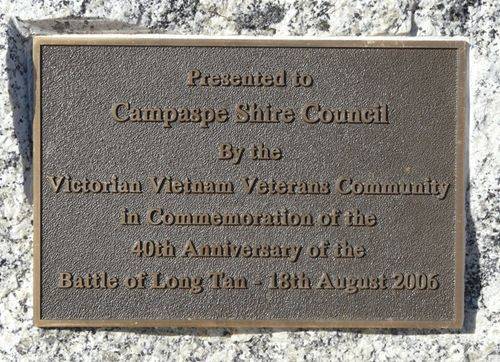 Presented to
Campaspe Shire Council
By the
Victorian Vietnam Veterans Community
in Commemoration of the
40th Anniversary of the
Battle of Long Tan - 18th August 2006